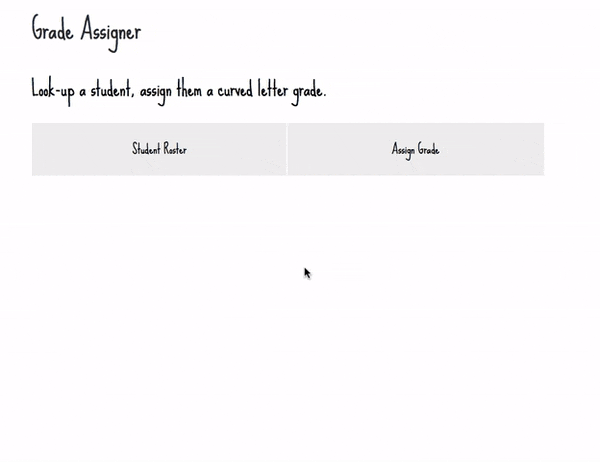 Grade Assigner
Look-up a student, assign them a curved letter grade.
Student Roster
Assign Grade